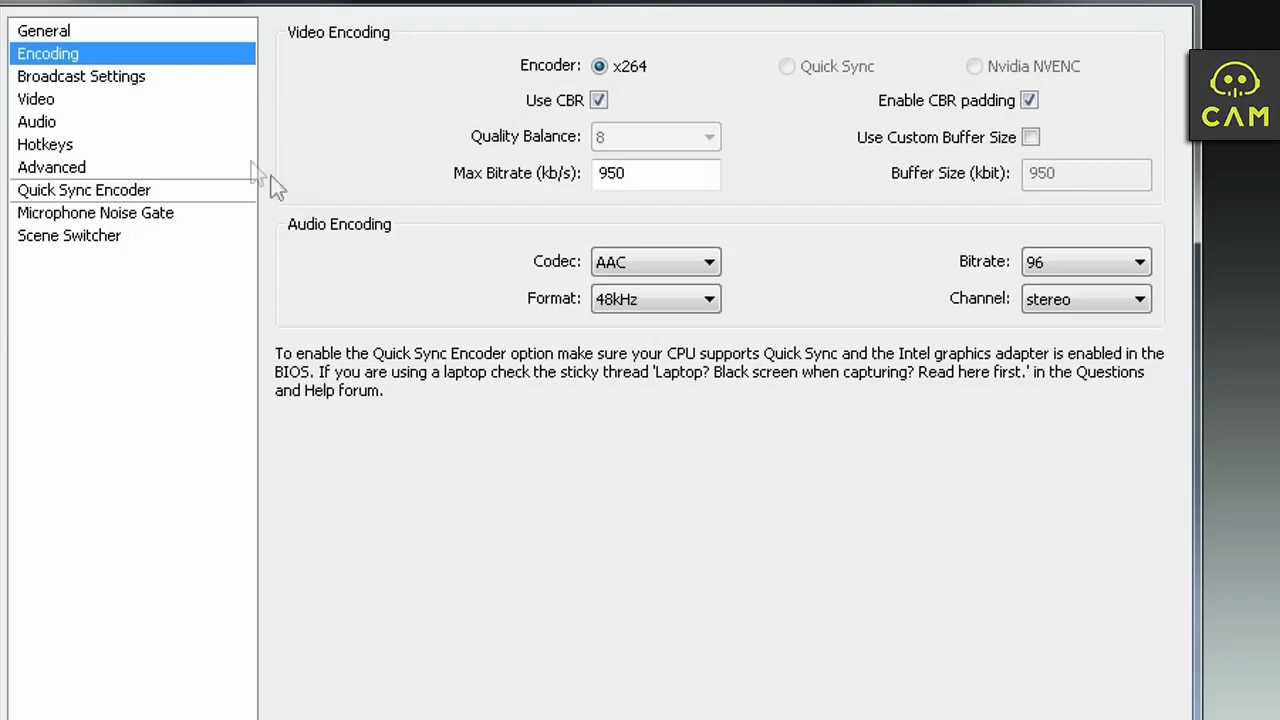 General
Encoding
Broadcast Settings
Video
Audio
Hotkeys
Advanced
Quick Sync Encoder
Microphone Noise Gate
Scene Switcher
Video Encoding
Encoder: x264 Quick Sync Nvidia NVENC
Use CBR Enable CBR padding
Quality Balance: 8 Use Custom Buffer Size
Max Bitrate (kb/s): 950 Buffer Size (kbit): 950
Audio Encoding
Codec: AAC Bitrate: 96
Format: 48kHz Channel: stereo
To enable the Quick Sync Encoder option make sure your CPU supports Quick Sync and the Intel graphics adapter is enabled in the
BIOS. If you are using a laptop check the sticky thread 'Laptop? Black screen when capturing? Read here first.' in the Questions
and Help forum.
CAM